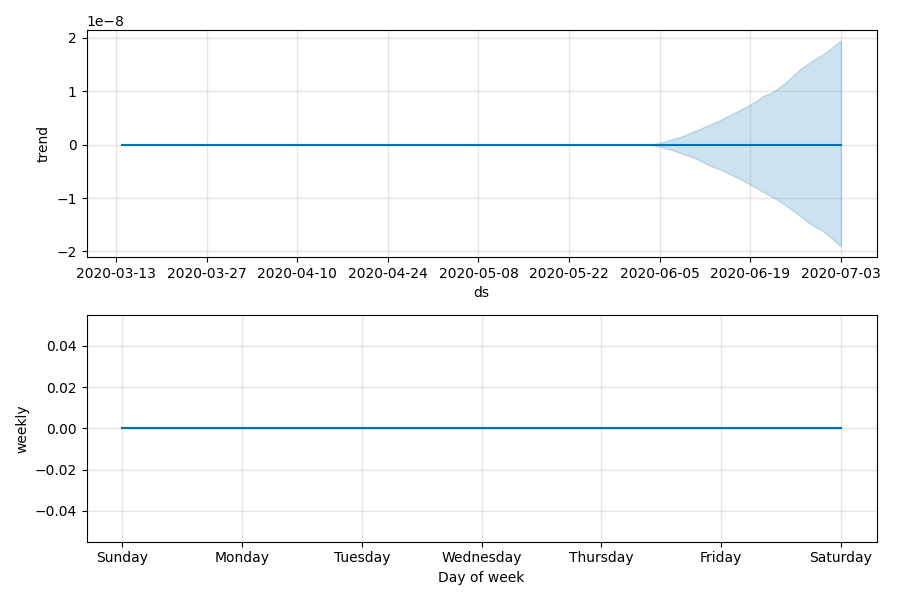 1e−8
2
1
0
−1
−2
trend
2020-03-13 2020-03-27 2020-04-10 2020-04-24 2020-05-08 2020-05-22 2020-06-05 2020-06-19 2020-07-03
ds
0.04
0.02
0.00
−0.02
−0.04
weekly
Sunday Monday Tuesday Wednesday Thursday Friday Saturday
Day of week